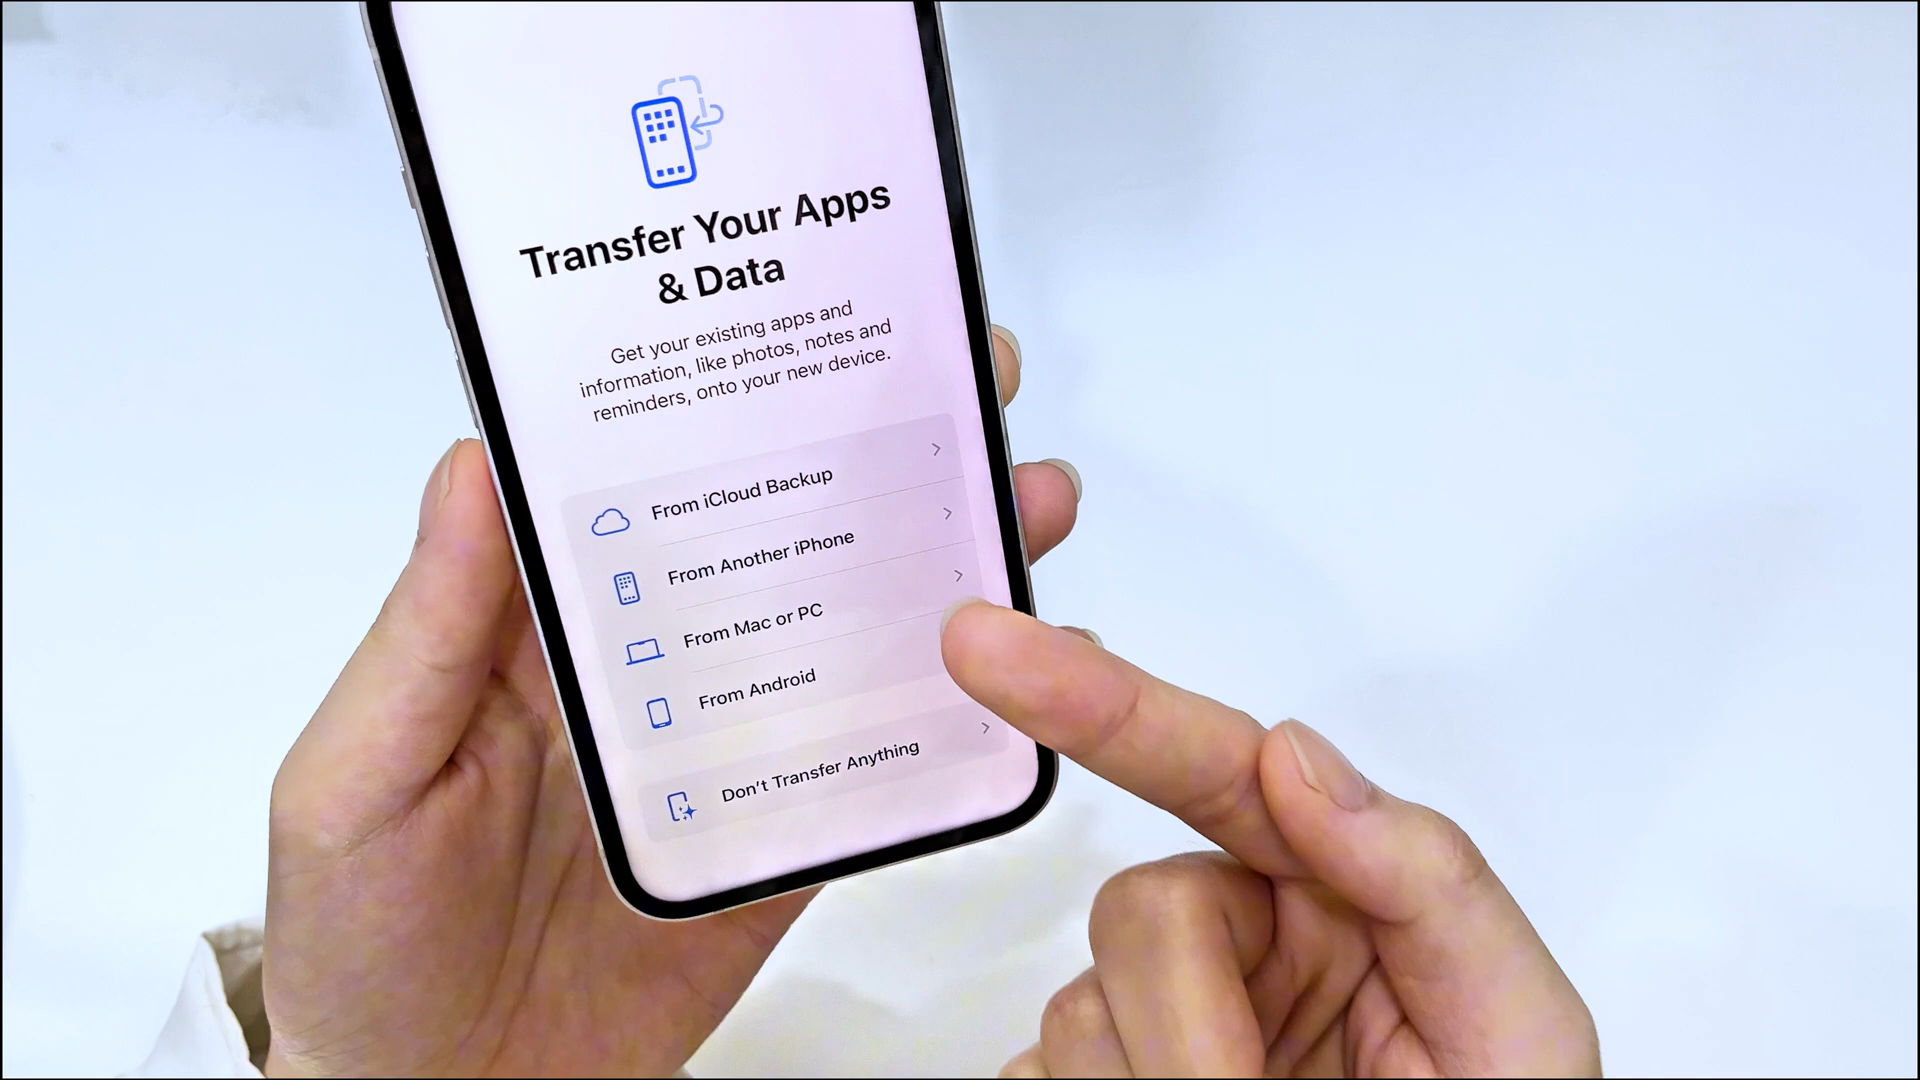 Transfer Your Apps
& Data
Get your existing apps and
information, like photos, notes and
reminders, onto your new device.
From iCloud Backup
From Another iPhone
From Mac or PC
From Android
Don’t Transfer Anything